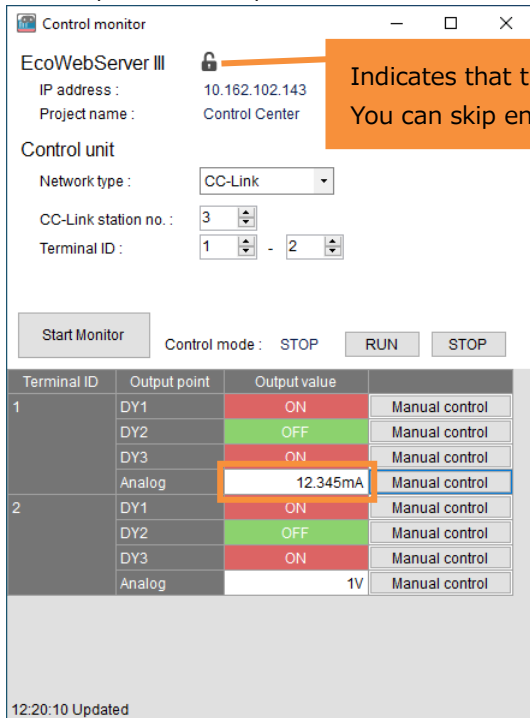 Control monitor
EcoWebServer III
IP address : 10.162.102.143
Project name : Control Center
Indicates that t
You can skip en
Control unit
Network type : CC-Link
CC-Link station no. : 3
Terminal ID : 1 - 2
Start Monitor Control mode : STOP RUN STOP
Terminal ID Output point Output value
1 DY1 ON Manual control
DY2 OFF Manual control
DY3 ON Manual control
Analog 12.345mA Manual control
2 DY1 ON Manual control
DY2 OFF Manual control
DY3 ON Manual control
Analog 1V Manual control
12:20:10 Updated